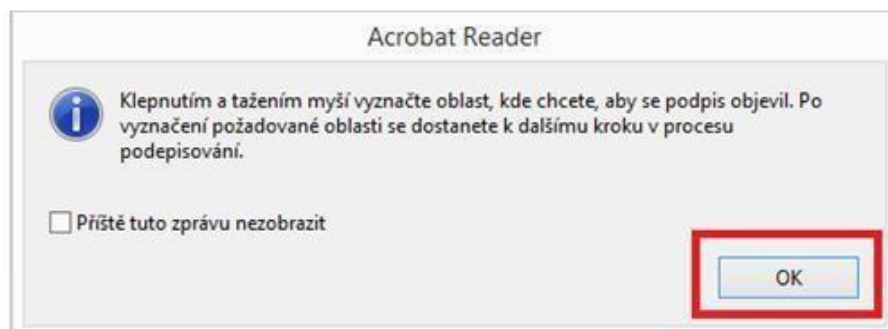 Acrobat Reader
Klepnutím a tažením myší vyznačte oblast, kde chcete, aby se podpis objevil. Po
vyznačení požadované oblasti se dostanete k dalšímu kroku v procesu
podepisování.
Příště tuto zprávu nezobrazit
OK